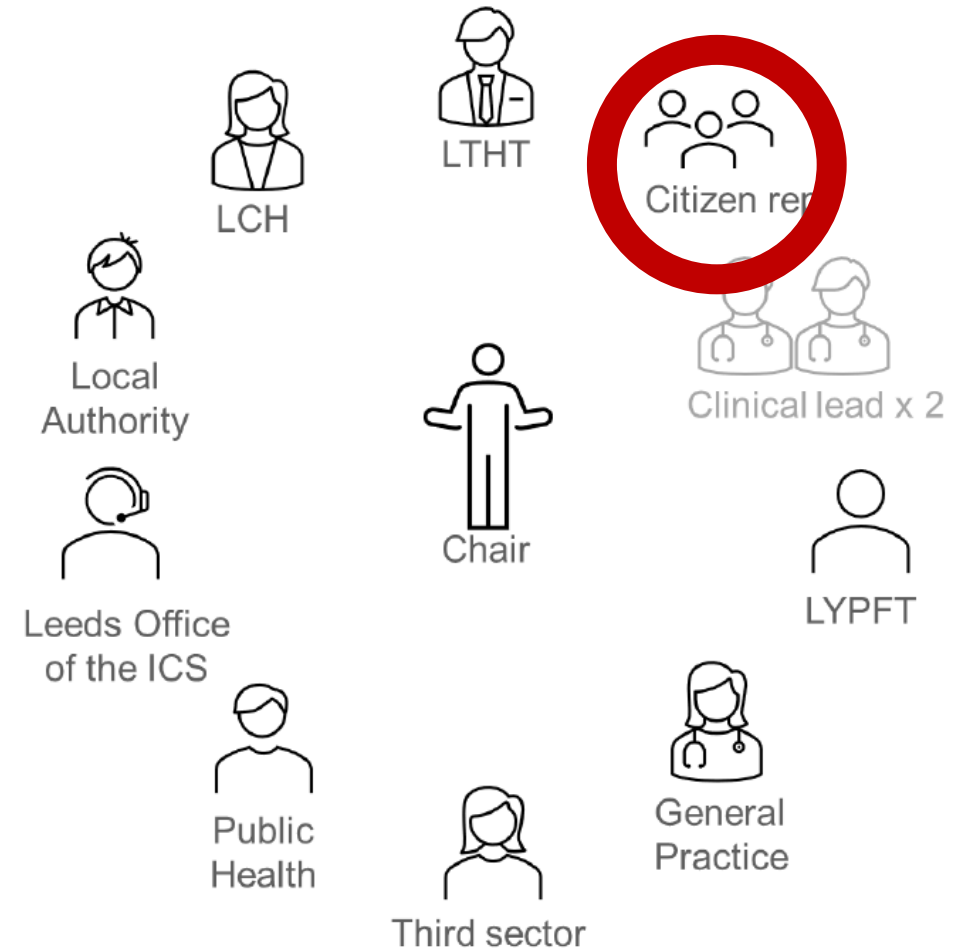 LTHT
Citizen rep
LCH
Local
Authority
Clinical lead x 2
Chair
LYPFT
Leeds Office
of the ICS
General
Practice
Public
Health
Third sector